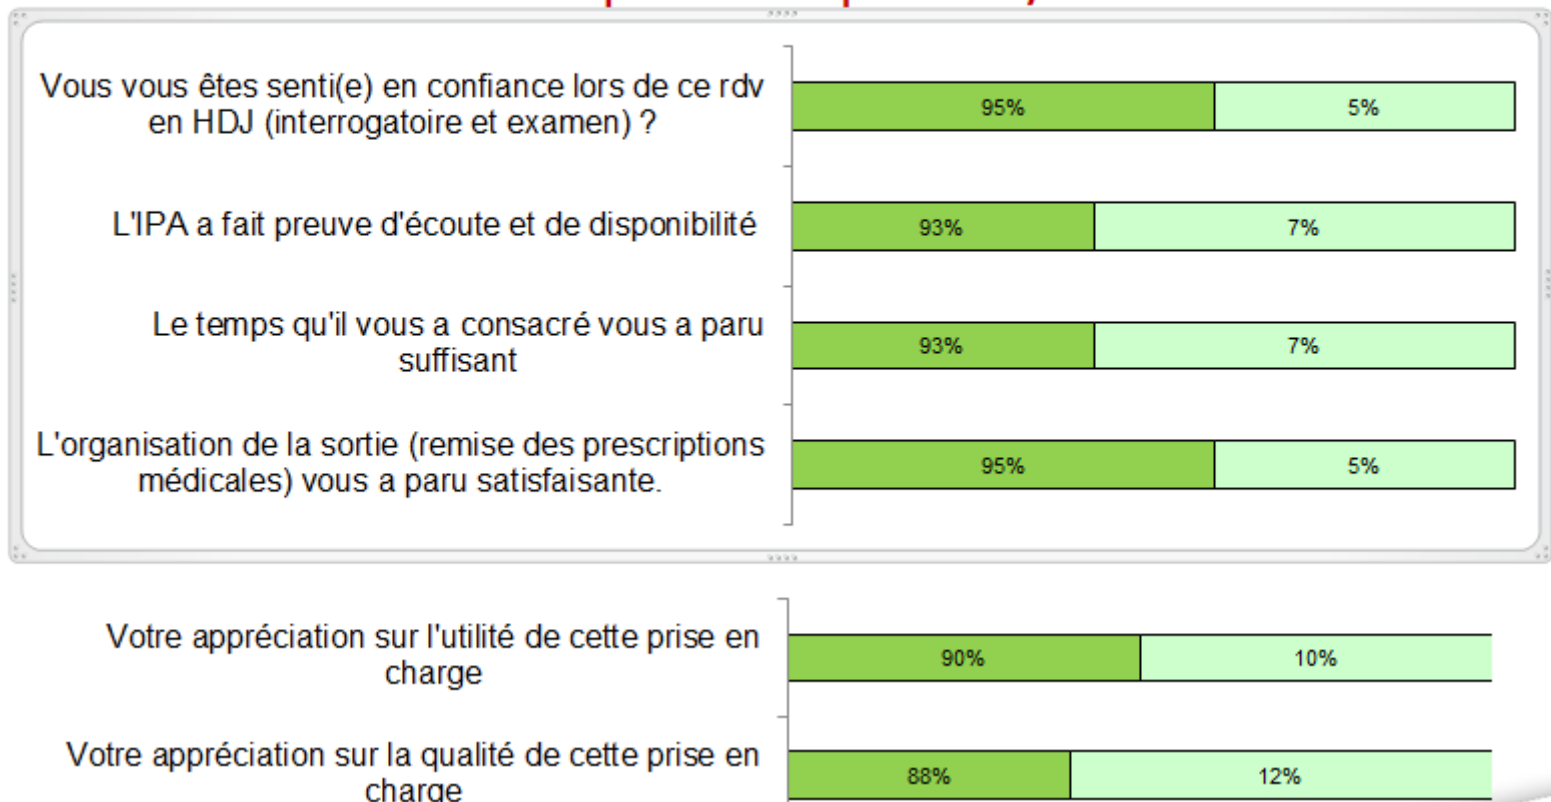 Vous vous êtes senti(e) en confiance lors de ce rdv
en HDJ (interrogatoire et examen) ?
95%
5%
L'IPA a fait preuve d'écoute et de disponibilité
93%
7%
Le temps qu'il vous a consacré vous a paru
suffisant
93%
7%
L'organisation de la sortie (remise des prescriptions
médicales) vous a paru satisfaisante.
95%
5%
Votre appréciation sur l'utilité de cette prise en
charge
90%
10%
Votre appréciation sur la qualité de cette prise en
charge
88%
12%